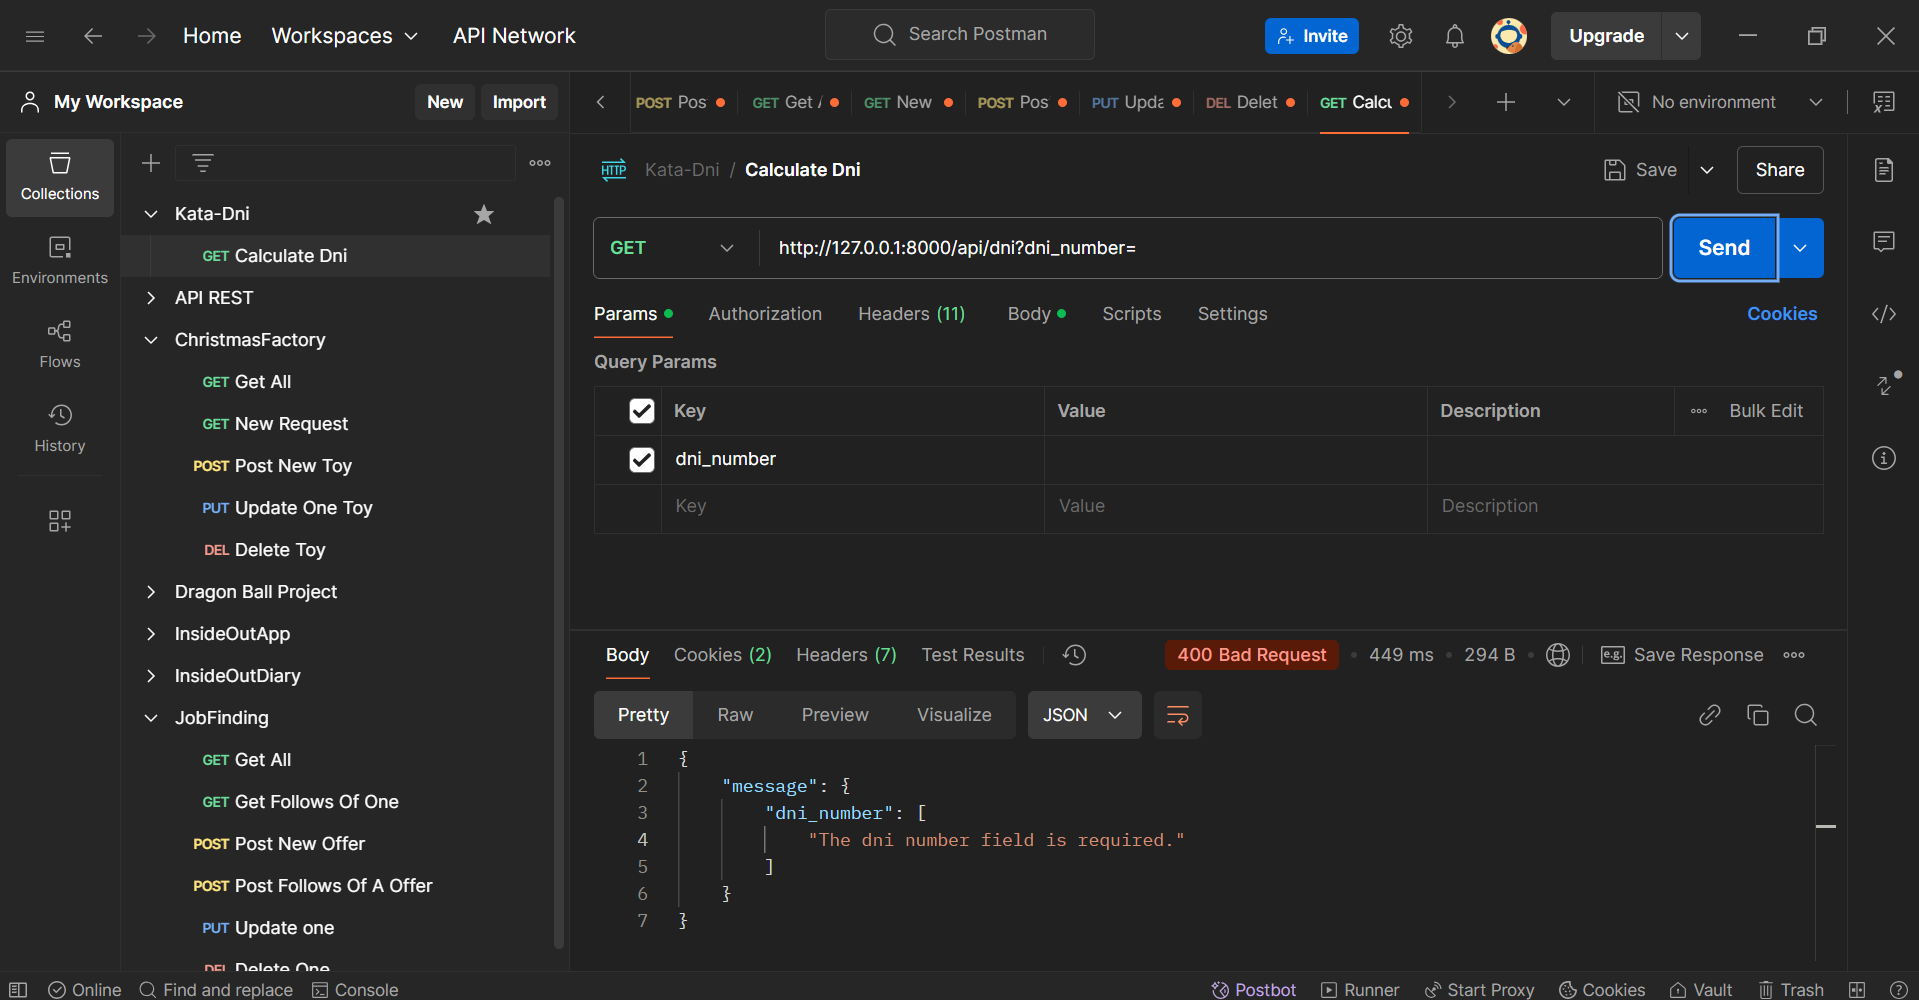 Home Workspaces API Network Search Postman Invite Upgrade
My Workspace New Import
POST Pos GET Get GET New POST Pos PUT Upda DEL Delet GET Calcu No environment
Collections
Environments
Flows
History
Kata-Dni
GET Calculate Dni
API REST
ChristmasFactory
GET Get All
GET New Request
POST Post New Toy
PUT Update One Toy
DEL Delete Toy
Dragon Ball Project
InsideOutApp
InsideOutDiary
JobFinding
GET Get All
GET Get Follows Of One
POST Post New Offer
POST Post Follows Of A Offer
PUT Update one
DEL Delete One
HTTP Kata-Dni / Calculate Dni Save Share
GET http://127.0.0.1:8000/api/dni?dni_number= Send
Params Authorization Headers (11) Body Scripts Settings Cookies
Query Params
Key Value Description Bulk Edit
dni_number
Key Value Description
Body Cookies (2) Headers (7) Test Results 400 Bad Request 449 ms 294 B e.g. Save Response
Pretty Raw Preview Visualize JSON
1 {
2 "message": {
3 "dni_number": [
4 "The dni number field is required."
5 ]
6 }
7 }
Online Find and replace Console Postbot Runner Start Proxy Cookies Vault Trash